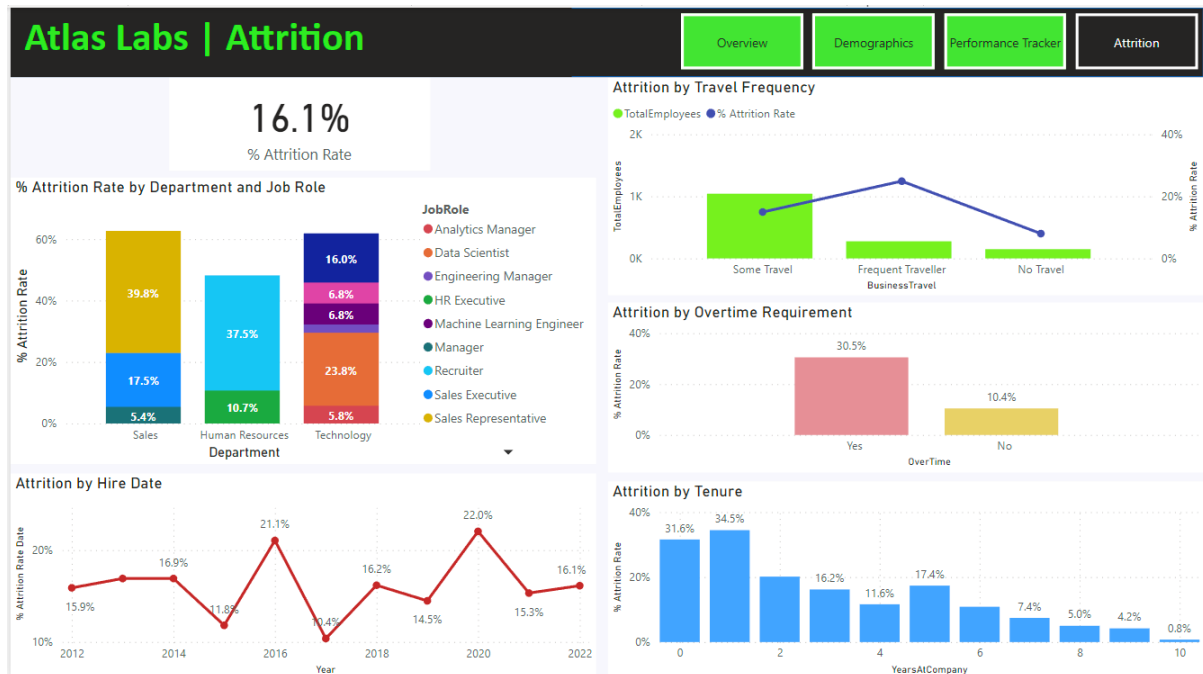 Atlas Labs | Attrition
Overview
Demographics
Performance Tracker
Attrition
16.1%
% Attrition Rate
% Attrition Rate by Department and Job Role
% Attrition Rate
60%
40%
20%
0%
39.8%
17.5%
5.4%
37.5%
10.7%
16.0%
6.8%
6.8%
23.8%
5.8%
Sales
Human Resources
Technology
Department
JobRole
Analytics Manager
Data Scientist
Engineering Manager
HR Executive
Machine Learning Engineer
Manager
Recruiter
Sales Executive
Sales Representative
Attrition by Hire Date
% Attrition Rate Date
20%
10%
15.9%
16.9%
11.8%
21.1%
10.4%
16.2%
14.5%
22.0%
15.3%
16.1%
2012
2014
2016
2018
2020
2022
Year
Attrition by Travel Frequency
TotalEmployees
% Attrition Rate
TotalEmployees
2K
1K
0K
40%
20%
0%
% Attrition Rate
Some Travel
Frequent Traveller
No Travel
BusinessTravel
Attrition by Overtime Requirement
% Attrition Rate
40%
20%
0%
30.5%
10.4%
Yes
No
OverTime
Attrition by Tenure
% Attrition Rate
40%
20%
0%
31.6%
34.5%
16.2%
11.6%
17.4%
7.4%
5.0%
4.2%
0.8%
0
2
4
6
8
10
YearsAtCompany